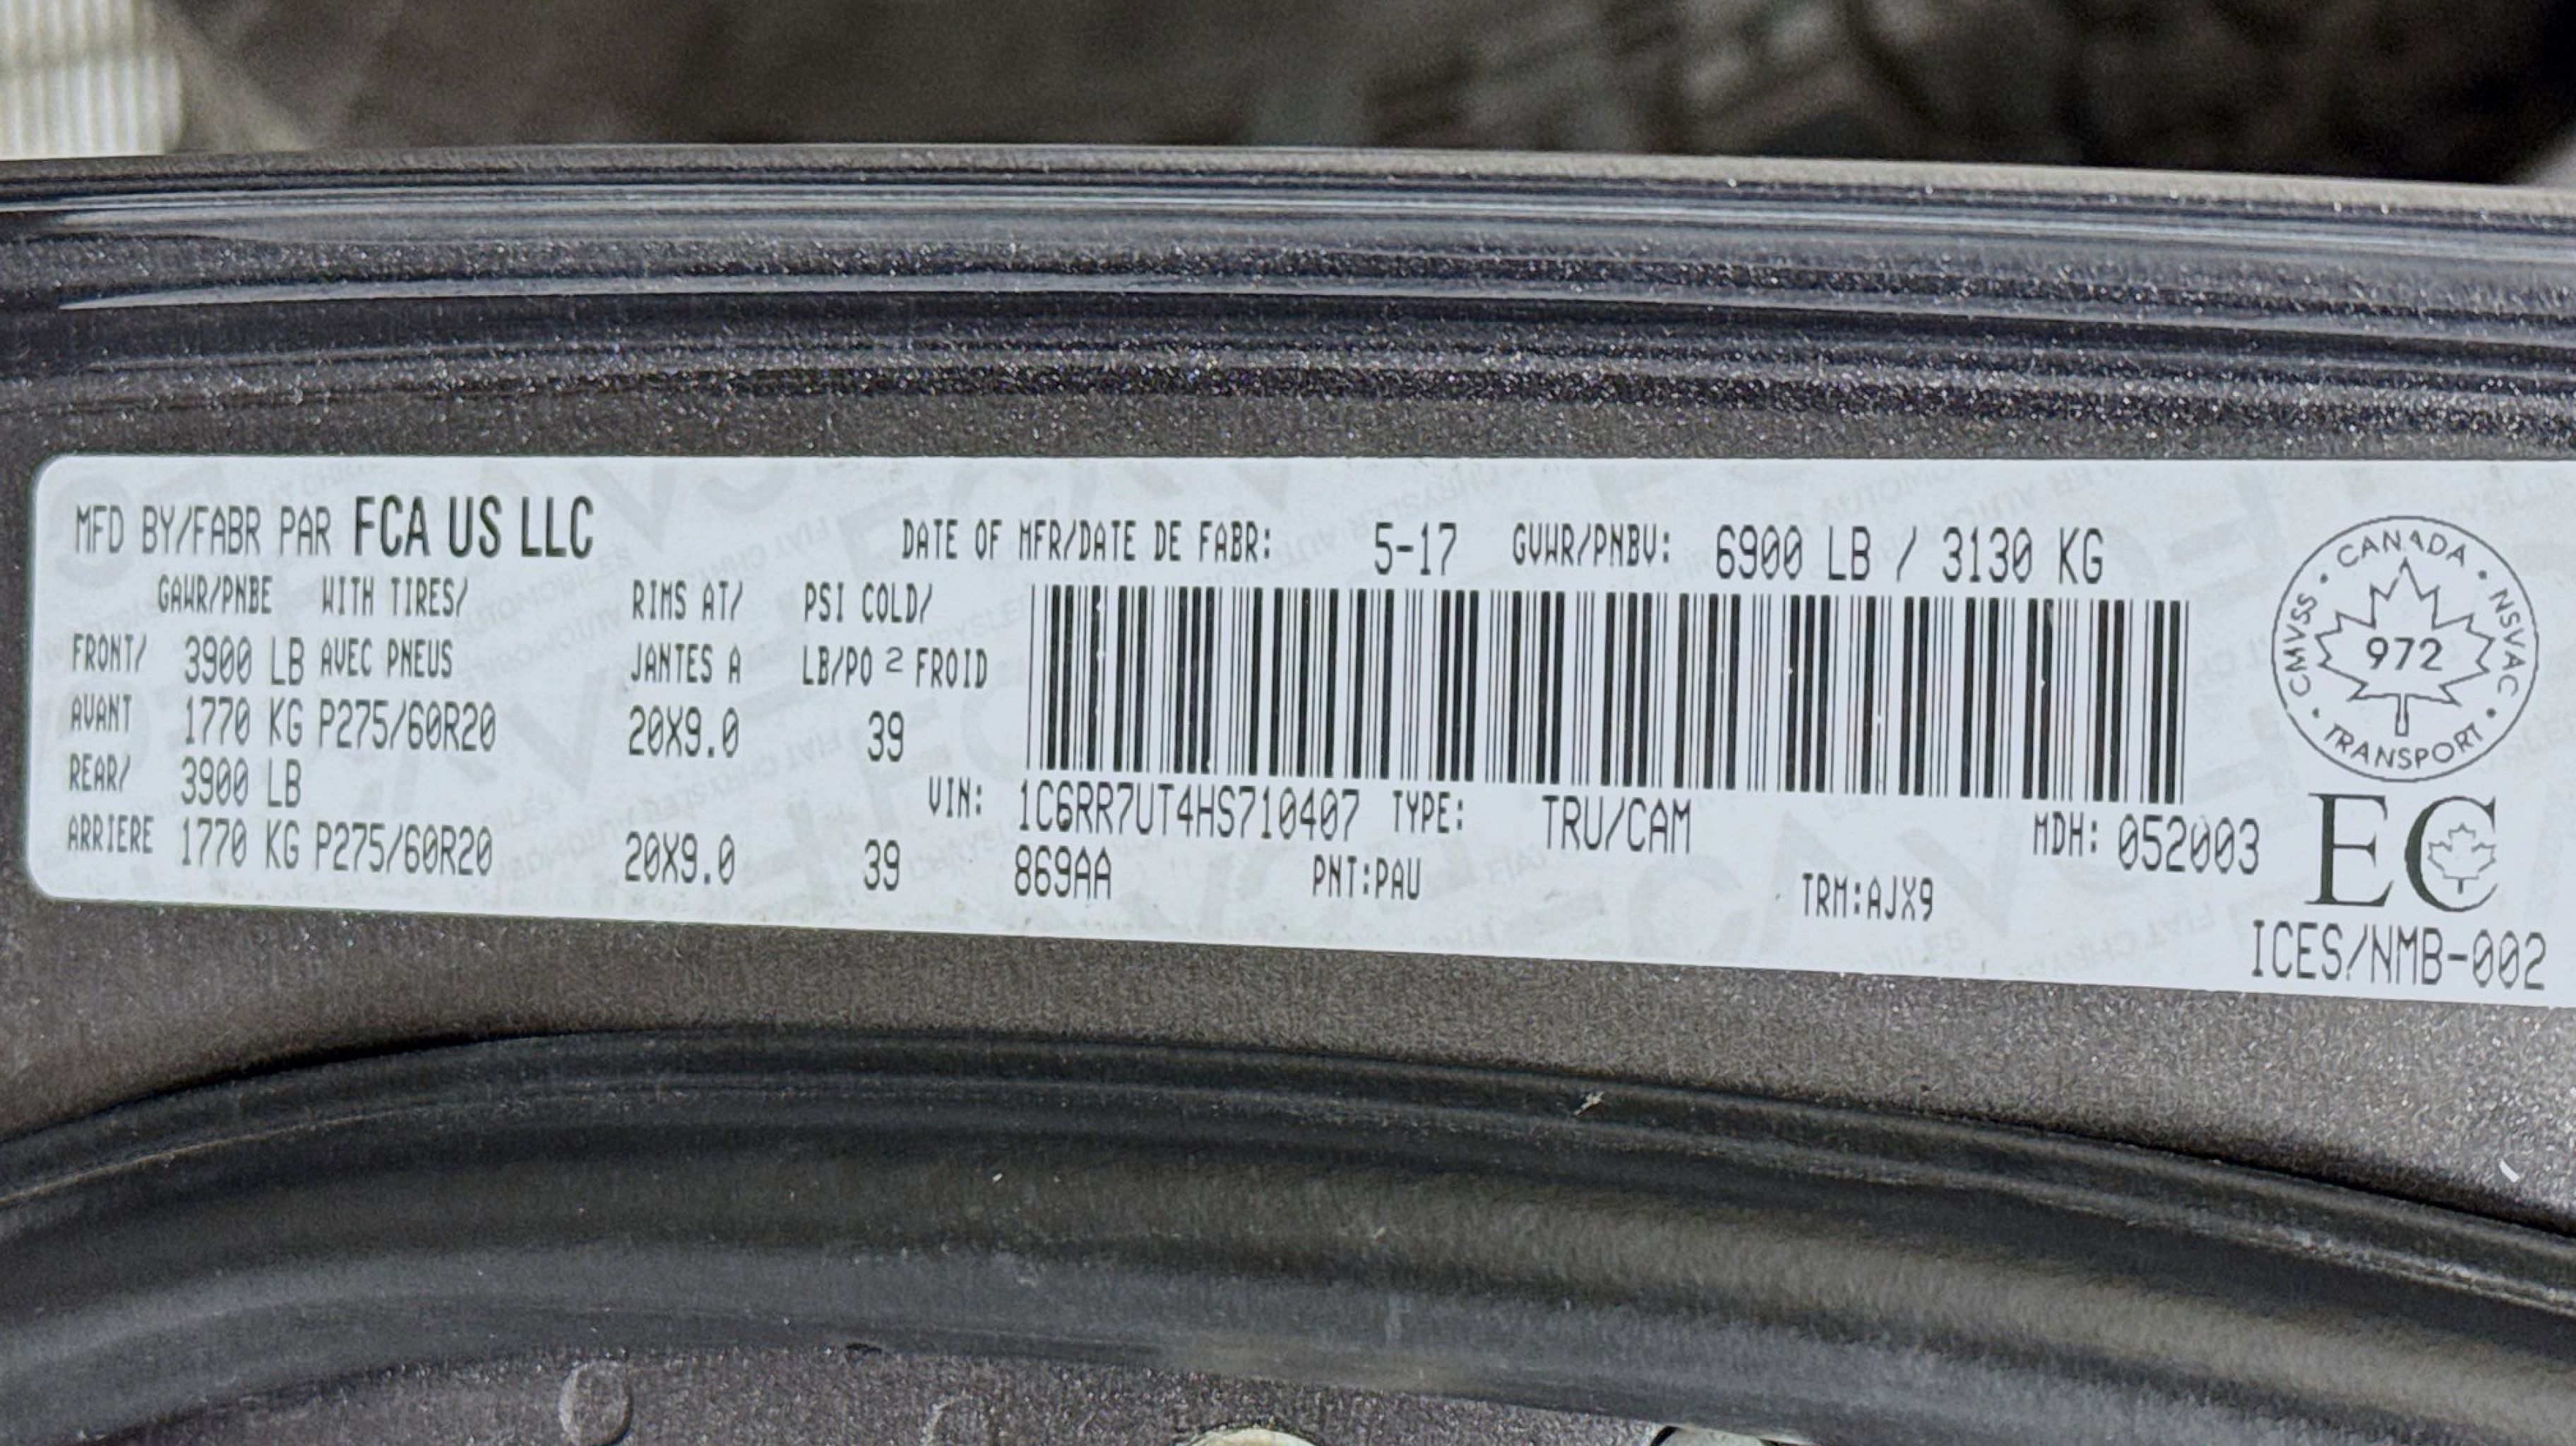 MFD BY/FABR PAR FCA US LLC
DATE OF MFR/DATE DE FABR: 5-17 GVWR/PNBV: 6900 LB / 3130 KG
GAWR/PNBE WITH TIRES/ RIMS AT/ PSI COLD/
FRONT/ 3900 LB AVEC PNEUS JANTES A LB/PO 2 FROID
AVANT 1770 KG P275/60R20 20X9.0 39
REAR/ 3900 LB
ARRIERE 1770 KG P275/60R20 20X9.0 39
VIN: 1C6RR7UT4HS710407 TYPE: TRU/CAM MDH: 052003
869AA PNT:PAU TRM:AJX9
CANADA • NSVAC • TRANSPORT • CMVSS •
972
EC
ICES/NMB-002